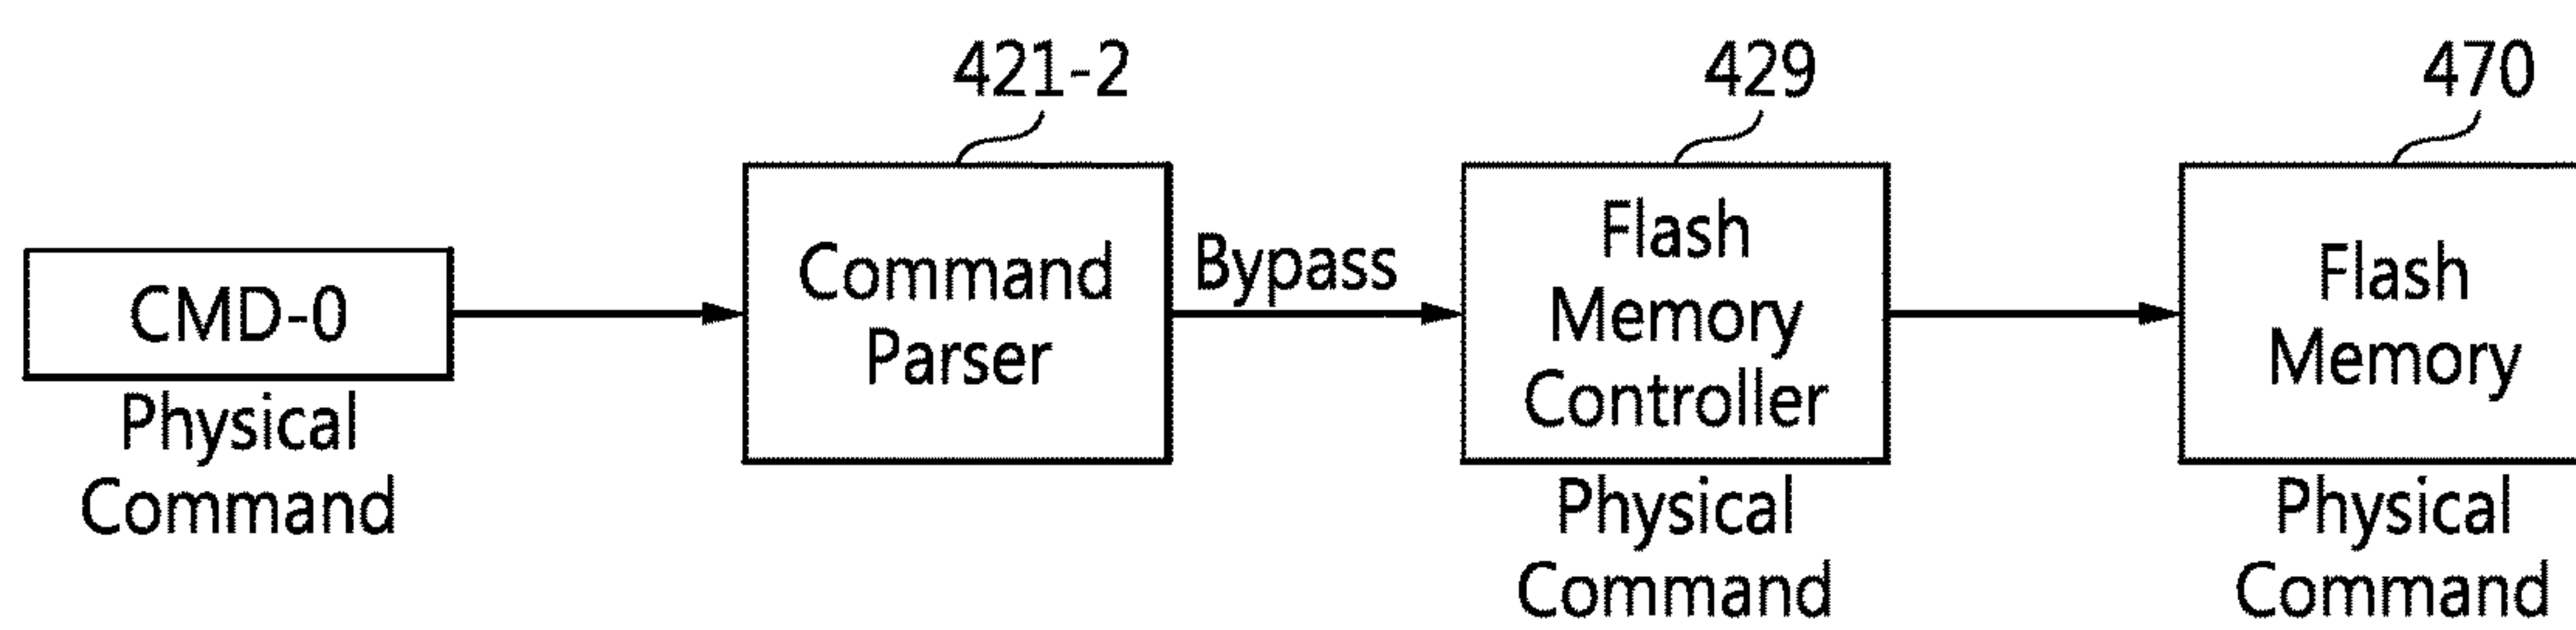 421-2
429
470
CMD-0
Physical
Command
Command
Parser
Bypass
Flash
Memory
Controller
Physical
Command
Flash
Memory
Physical
Command